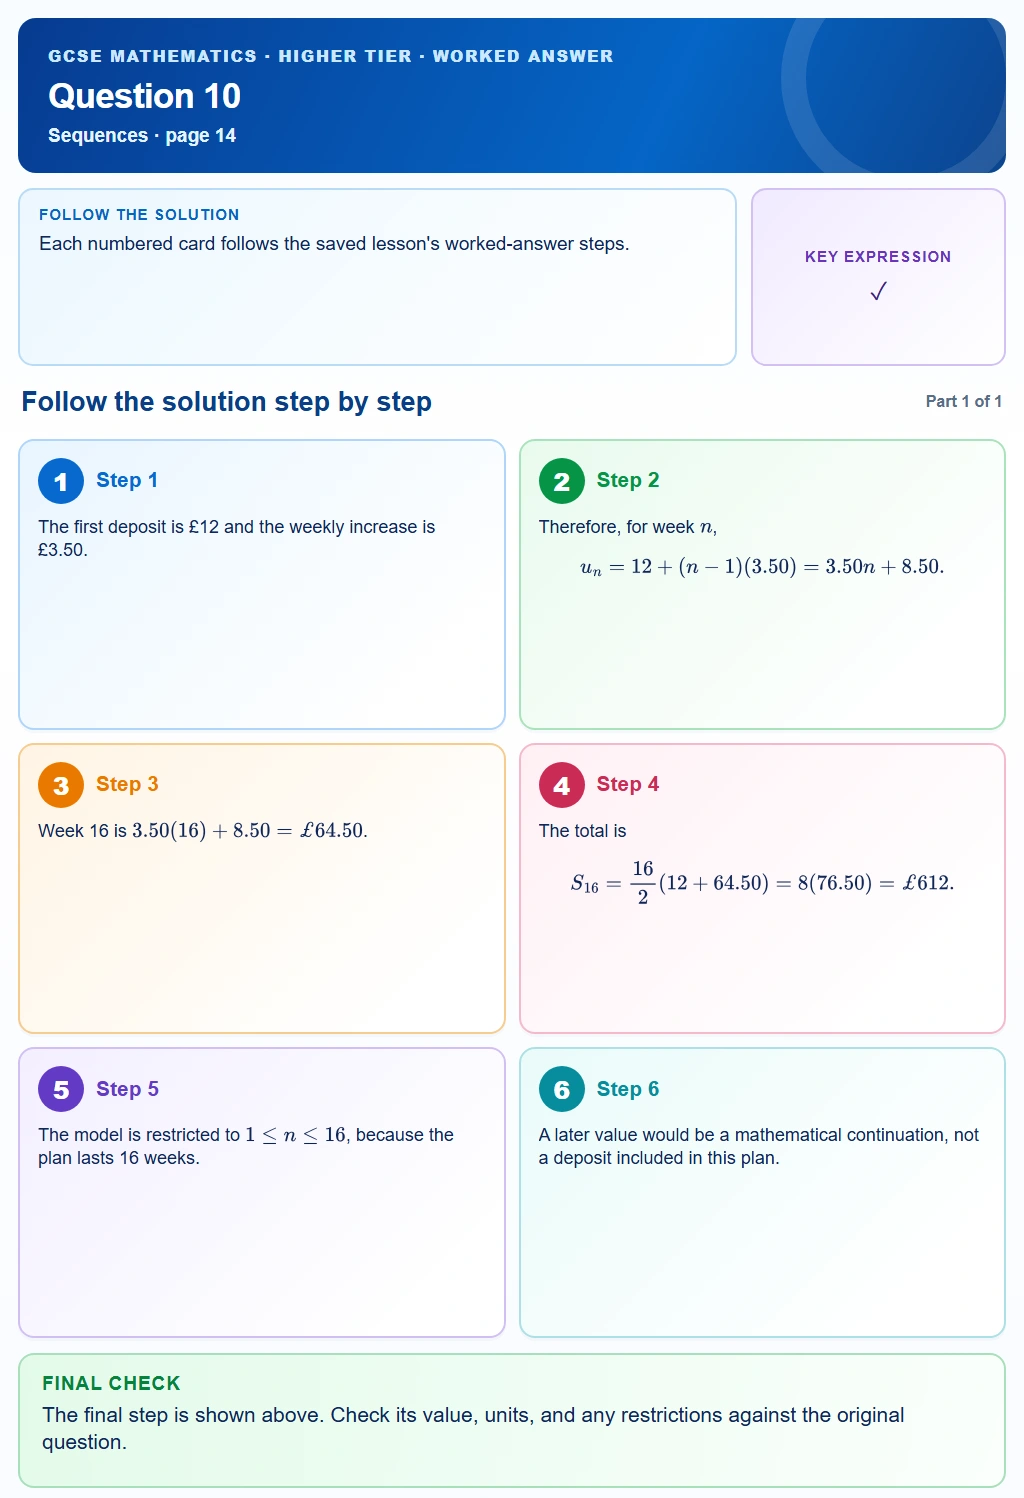 GCSE MATHEMATICS · HIGHER TIER · WORKED ANSWER
Question 10
Sequences · page 14
FOLLOW THE SOLUTION
Each numbered card follows the saved lesson's worked-answer steps.
KEY EXPRESSION
✓
Follow the solution step by step
Part 1 of 1
1 Step 1
The first deposit is £12 and the weekly increase is
£3.50.
2 Step 2
Therefore, for week n,
uₙ = 12 + (n − 1)(3.50) = 3.50n + 8.50.
3 Step 3
Week 16 is 3.50(16) + 8.50 = £64.50.
4 Step 4
The total is
S₁₆ = 16/2 (12 + 64.50) = 8(76.50) = £612.
5 Step 5
The model is restricted to 1 ≤ n ≤ 16, because the
plan lasts 16 weeks.
6 Step 6
A later value would be a mathematical continuation, not
a deposit included in this plan.
FINAL CHECK
The final step is shown above. Check its value, units, and any restrictions against the original
question.